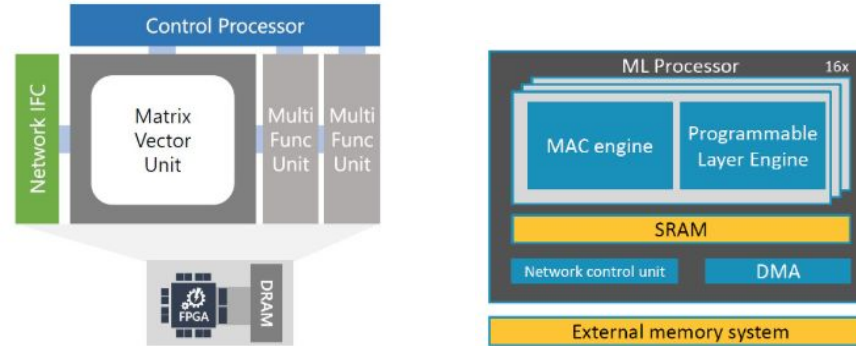 Control Processor
Network IFC
Matrix
Vector
Unit
Multi
Func
Unit
Multi
Func
Unit
FPGA
DRAM
ML Processor
16x
MAC engine
Programmable
Layer Engine
SRAM
Network control unit
DMA
External memory system